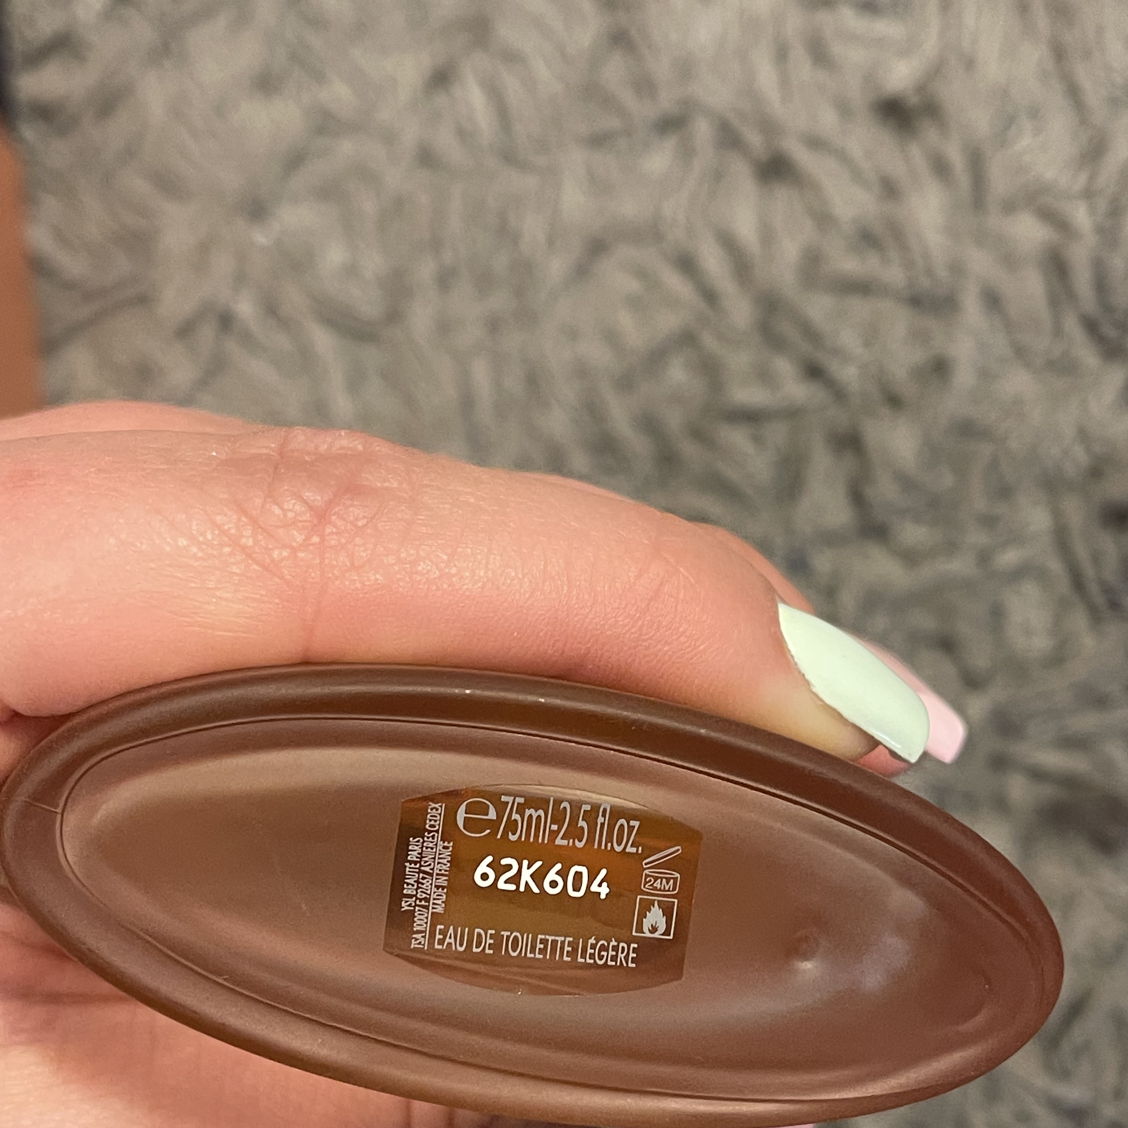 e 75ml-2.5 fl.oz.
62K604
24M
EAU DE TOILETTE LÉGÈRE
YSL BEAUTÉ PARIS
TSA 10007 F 92667 ASNIERES CEDEX
MADE IN FRANCE